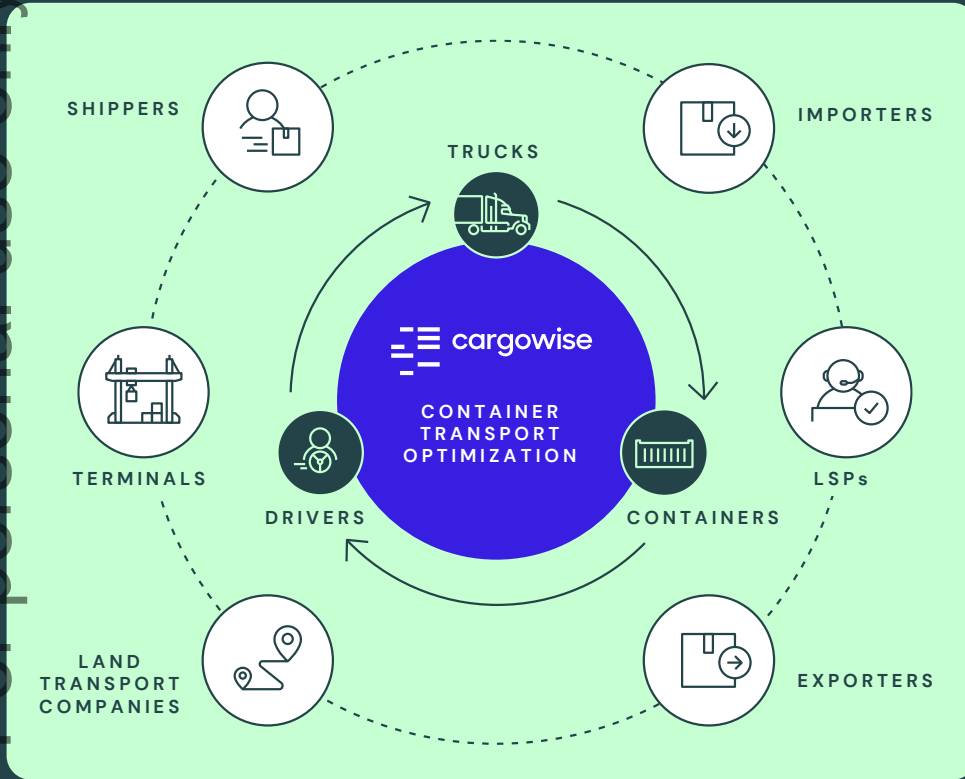 SHIPPERS
IMPORTERS
TRUCKS
cargowise
CONTAINER
TRANSPORT
OPTIMIZATION
TERMINALS
LSPs
DRIVERS
CONTAINERS
LAND
TRANSPORT
COMPANIES
EXPORTERS